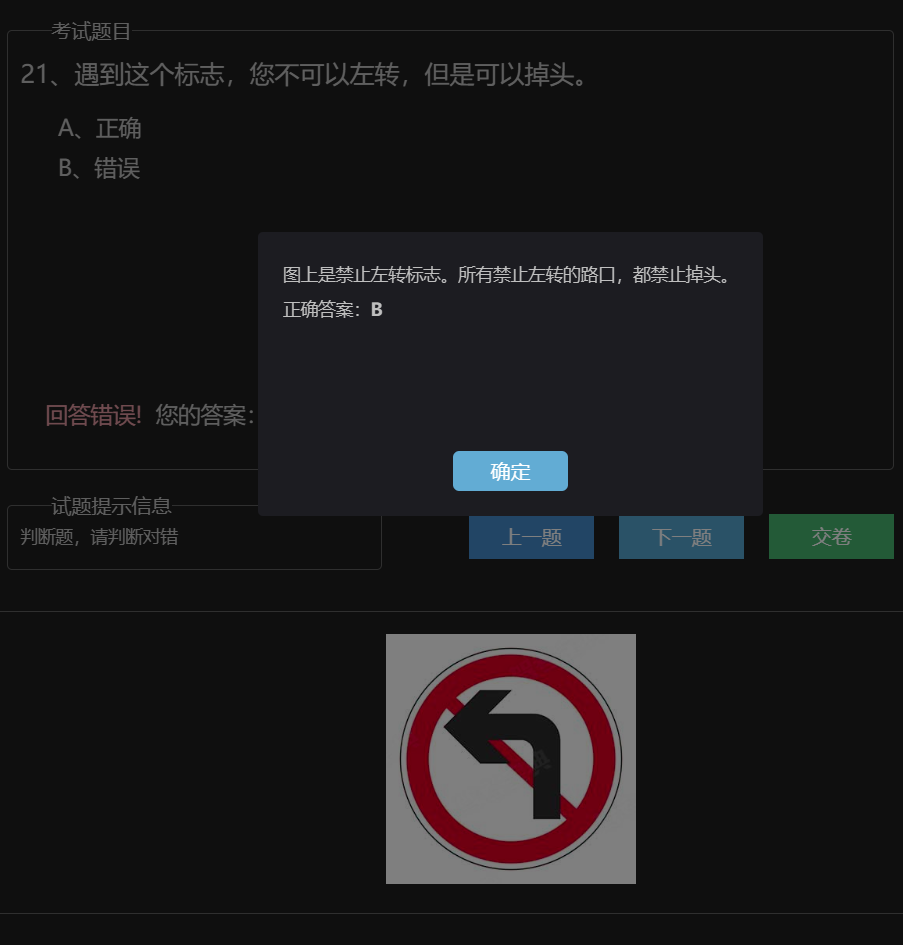 考试题目
21、遇到这个标志，您不可以左转，但是可以掉头。
A、正确
B、错误
图上是禁止左转标志。所有禁止左转的路口，都禁止掉头。
正确答案：B
确定
回答错误! 您的答案：
试题提示信息
判断题，请判断对错
上一题
下一题
交卷